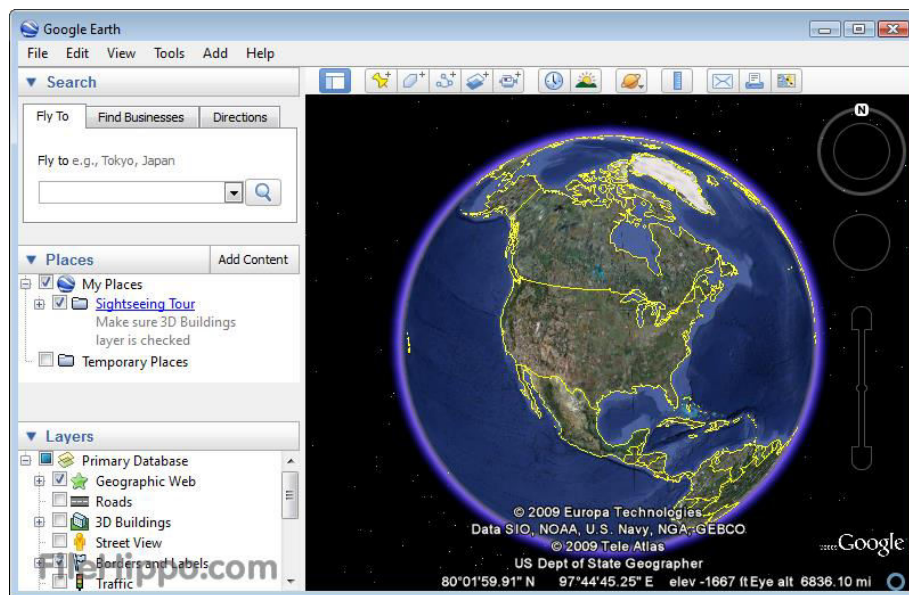 Google Earth
File Edit View Tools Add Help
Search
Fly To Find Businesses Directions
Fly to e.g., Tokyo, Japan
Places Add Content
My Places
Sightseeing Tour
Make sure 3D Buildings
layer is checked
Temporary Places
Layers
Primary Database
Geographic Web
Roads
3D Buildings
Street View
Borders and Labels
Traffic
FileHippo.com
N
© 2009 Europa Technologies
Data SIO, NOAA, U.S. Navy, NGA, GEBCO
© 2009 Tele Atlas
US Dept of State Geographer
Google
80°01'59.91" N 97°44'45.25" E elev -1667 ft Eye alt 6836.10 mi